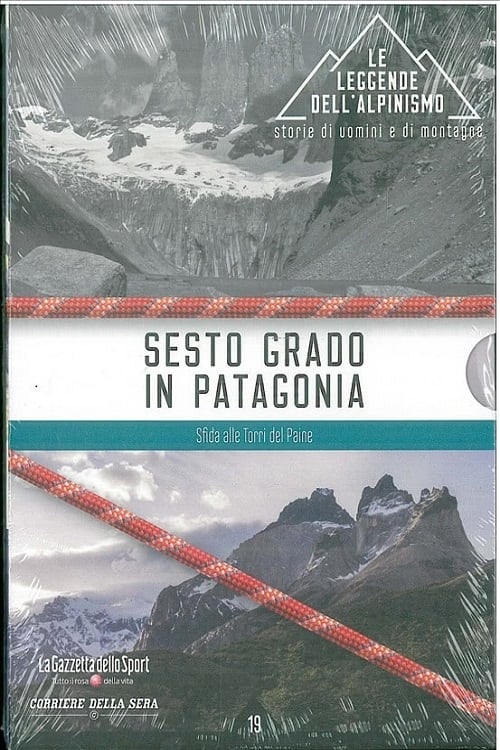 LE
LEGGENDE
DELL'ALPINISMO
storie di uomini e di montagne
SESTO GRADO
IN PATAGONIA
Sfida alle Torri del Paine
La Gazzetta dello Sport
Tutto il rosa della vita
CORRIERE DELLA SERA
©
19